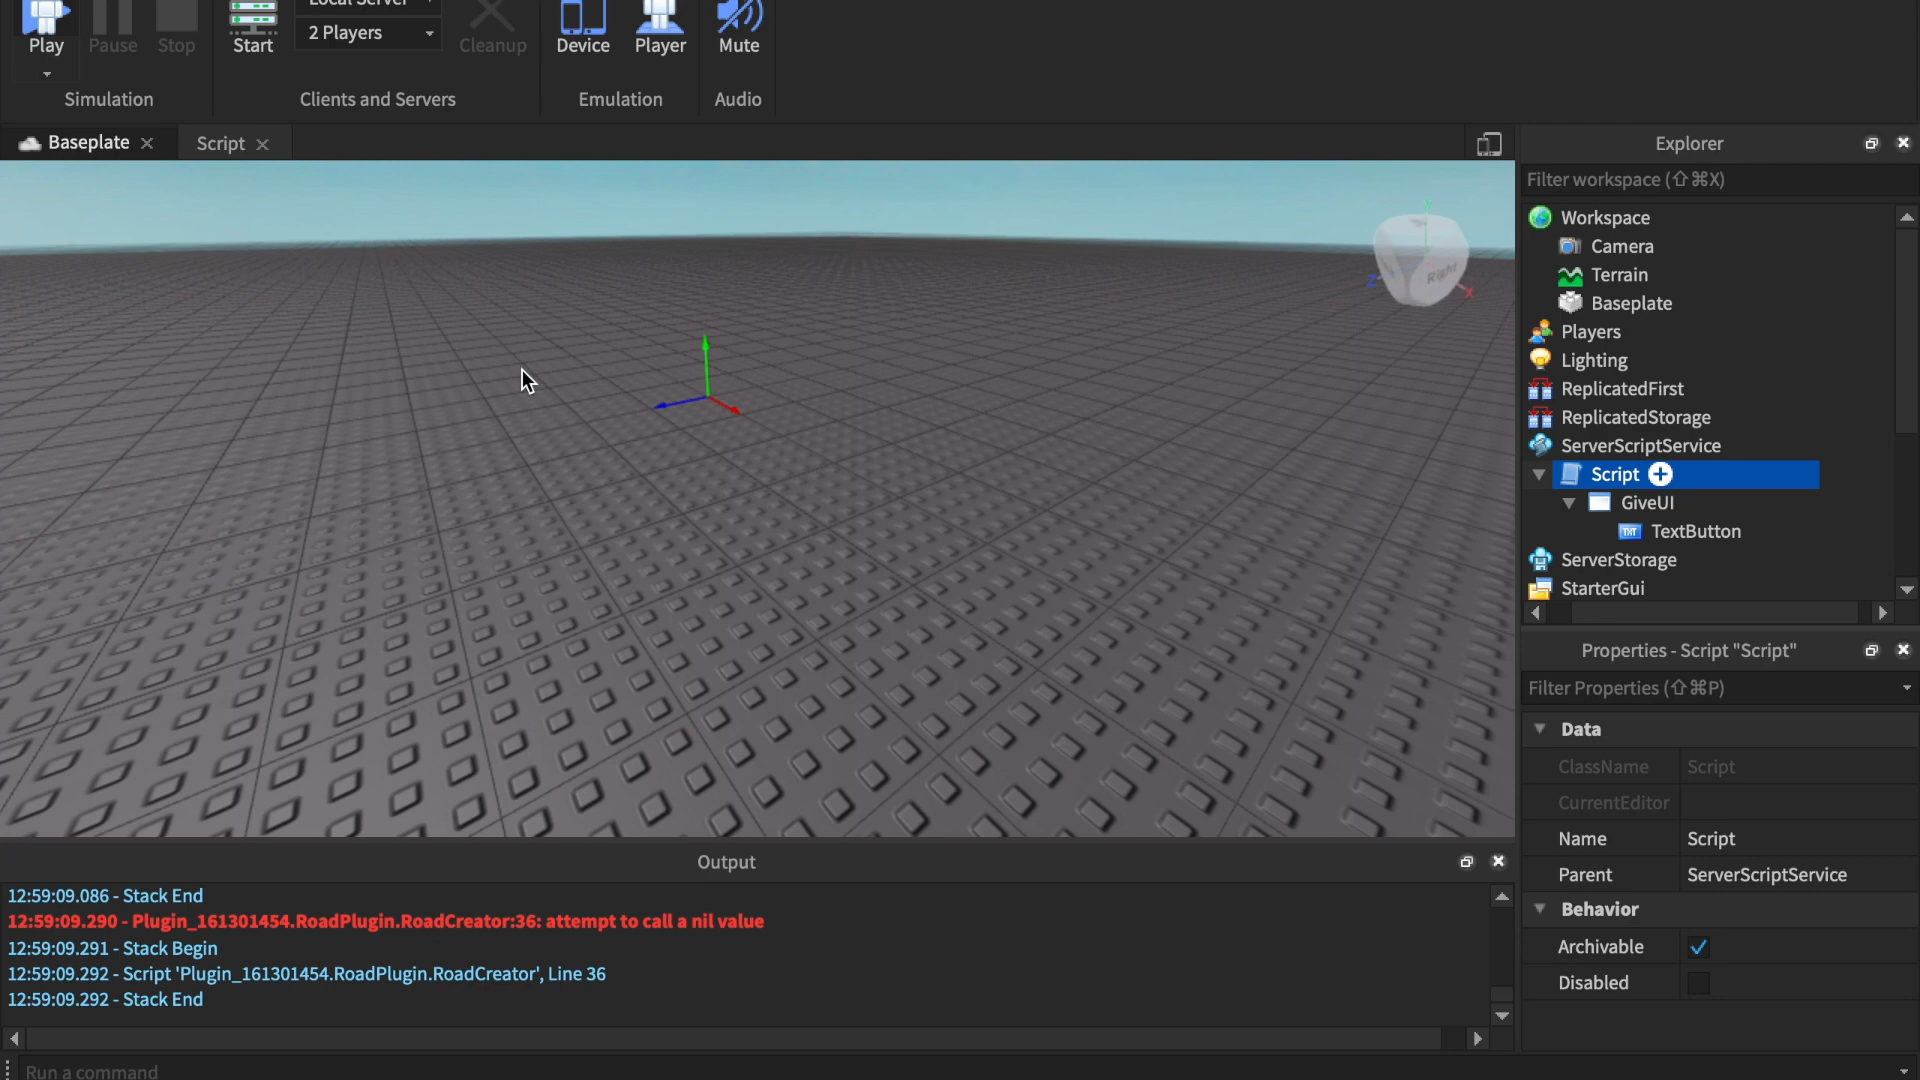 Local Server
Play
Pause
Stop
Start
2 Players
Cleanup
Device
Player
Mute
Simulation
Clients and Servers
Emulation
Audio
Baseplate
Script
Explorer
Filter workspace (⇧⌘X)
Y
Right
Z
X
Workspace
Camera
Terrain
Baseplate
Players
Lighting
ReplicatedFirst
ReplicatedStorage
ServerScriptService
Script
GiveUI
TXT TextButton
ServerStorage
StarterGui
Properties - Script "Script"
Filter Properties (⇧⌘P)
Data
ClassName Script
CurrentEditor
Name Script
Parent ServerScriptService
Behavior
Archivable
Disabled
Output
12:59:09.086 - Stack End
12:59:09.290 - Plugin_161301454.RoadPlugin.RoadCreator:36: attempt to call a nil value
12:59:09.291 - Stack Begin
12:59:09.292 - Script 'Plugin_161301454.RoadPlugin.RoadCreator', Line 36
12:59:09.292 - Stack End
Run a command